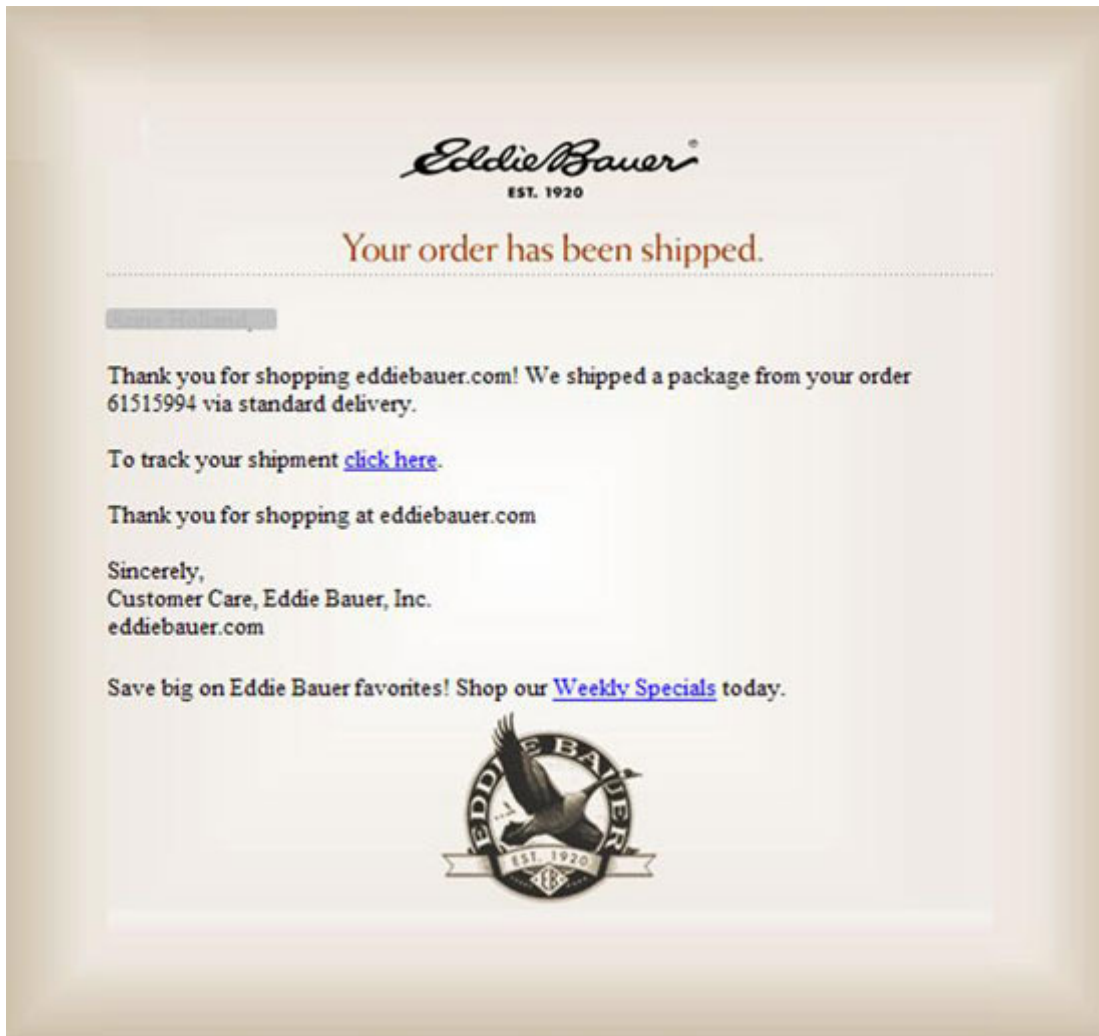 Eddie Bauer®
EST. 1920
Your order has been shipped.
Thank you for shopping eddiebauer.com! We shipped a package from your order
61515994 via standard delivery.
To track your shipment click here.
Thank you for shopping at eddiebauer.com
Sincerely,
Customer Care, Eddie Bauer, Inc.
eddiebauer.com
Save big on Eddie Bauer favorites! Shop our Weekly Specials today.
EDDIE BAUER
EST. 1920
EB